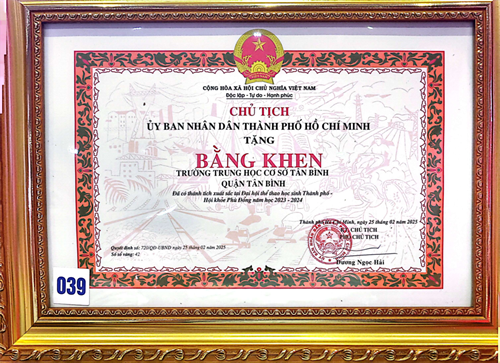 CỘNG HÒA XÃ HỘI CHỦ NGHĨA VIỆT NAM
Độc lập - Tự do - Hạnh phúc
CHỦ TỊCH
ỦY BAN NHÂN DÂN THÀNH PHỐ HỒ CHÍ MINH
TẶNG
BẰNG KHEN
TRƯỜNG TRUNG HỌC CƠ SỞ TÂN BÌNH
QUẬN TÂN BÌNH
Đã có thành tích xuất sắc tại Đại hội thể thao học sinh Thành phố -
Hội khỏe Phù Đổng năm học 2023 - 2024
Thành phố Hồ Chí Minh, ngày 25 tháng 02 năm 2025
KT. CHỦ TỊCH
PHÓ CHỦ TỊCH
Quyết định số: 720/QĐ-UBND ngày 25 tháng 02 năm 2025
Số sổ vàng: 42
Dương Ngọc Hải
039